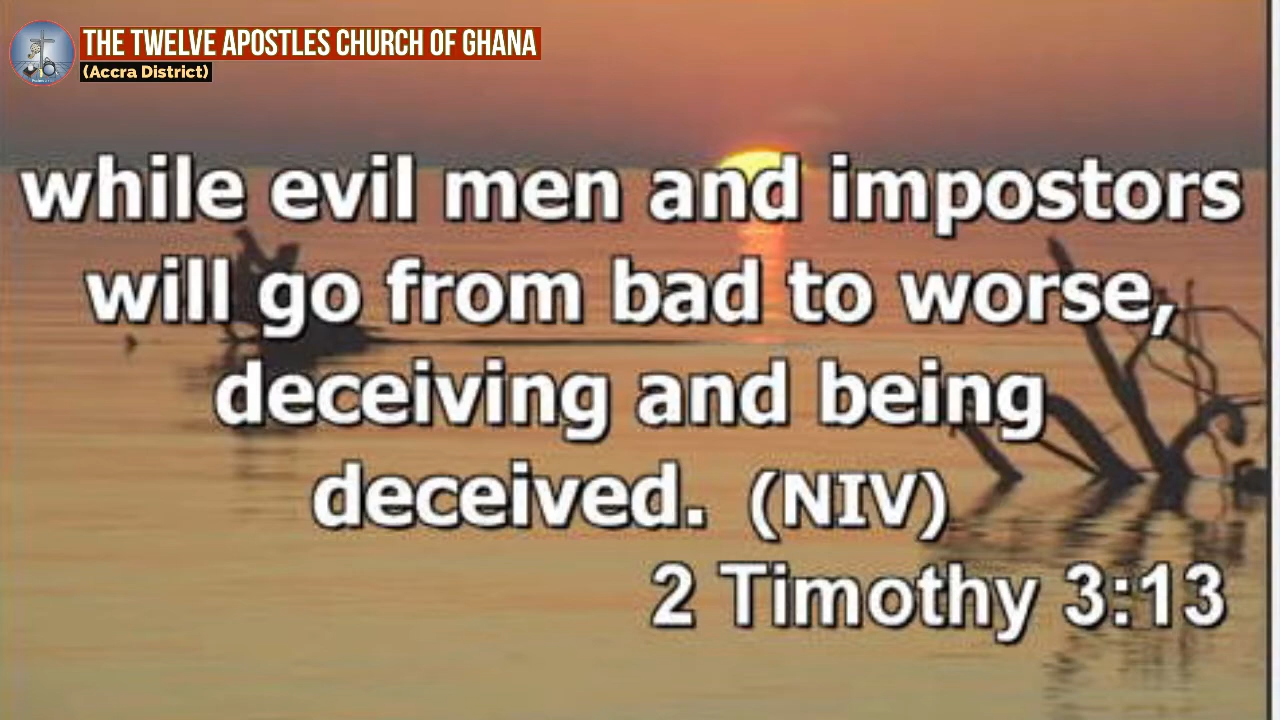 THE TWELVE APOSTLES CHURCH OF GHANA
(Accra District)
while evil men and impostors
will go from bad to worse,
deceiving and being
deceived. (NIV)
2 Timothy 3:13